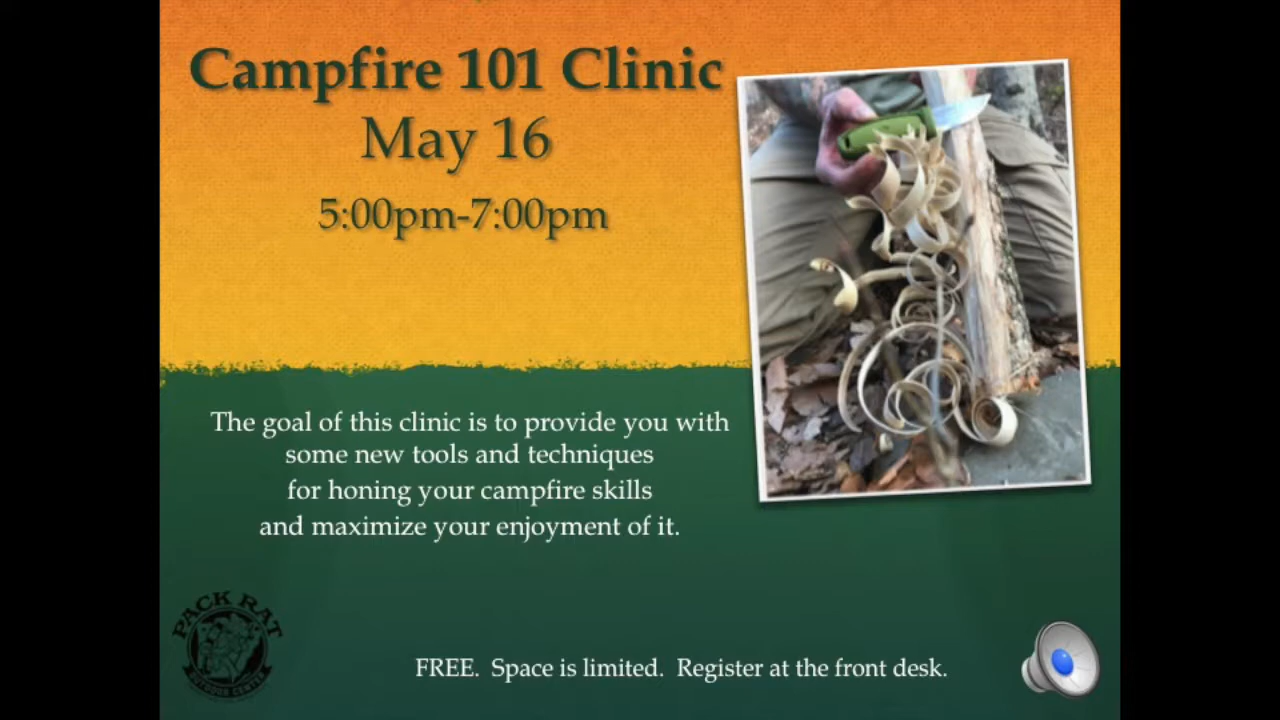 Campfire 101 Clinic
May 16
5:00pm-7:00pm
The goal of this clinic is to provide you with
some new tools and techniques
for honing your campfire skills
and maximize your enjoyment of it.
PACK RAT
OUTDOOR CENTER
FREE.  Space is limited.  Register at the front desk.